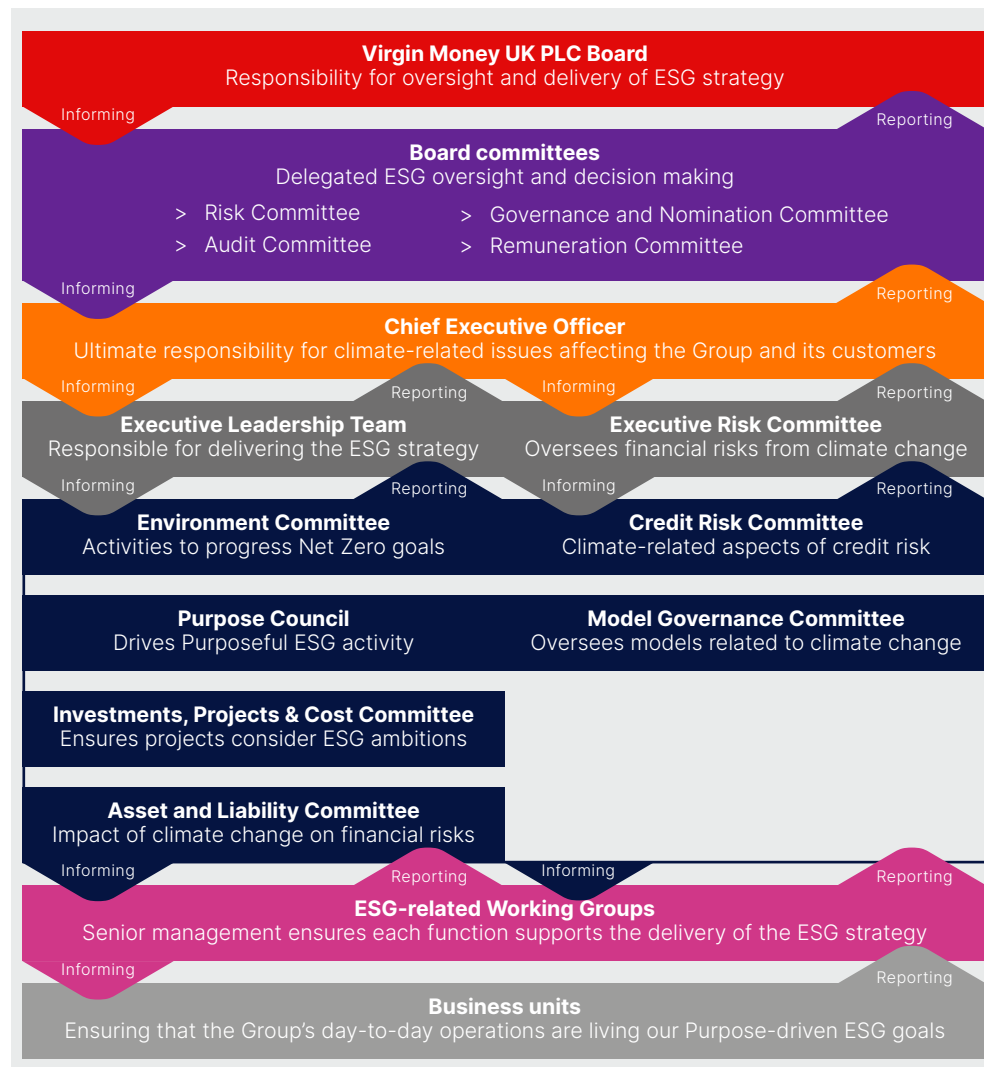 Virgin Money UK PLC Board
Responsibility for oversight and delivery of ESG strategy
Informing
Reporting
Board committees
Delegated ESG oversight and decision making
> Risk Committee
> Governance and Nomination Committee
> Audit Committee
> Remuneration Committee
Informing
Reporting
Chief Executive Officer
Ultimate responsibility for climate-related issues affecting the Group and its customers
Informing
Reporting
Informing
Reporting
Executive Leadership Team
Responsible for delivering the ESG strategy
Executive Risk Committee
Oversees financial risks from climate change
Informing
Reporting
Informing
Reporting
Environment Committee
Activities to progress Net Zero goals
Credit Risk Committee
Climate-related aspects of credit risk
Purpose Council
Drives Purposeful ESG activity
Model Governance Committee
Oversees models related to climate change
Investments, Projects & Cost Committee
Ensures projects consider ESG ambitions
Asset and Liability Committee
Impact of climate change on financial risks
Informing
Reporting
Informing
Reporting
ESG-related Working Groups
Senior management ensures each function supports the delivery of the ESG strategy
Informing
Reporting
Business units
Ensuring that the Group’s day-to-day operations are living our Purpose-driven ESG goals